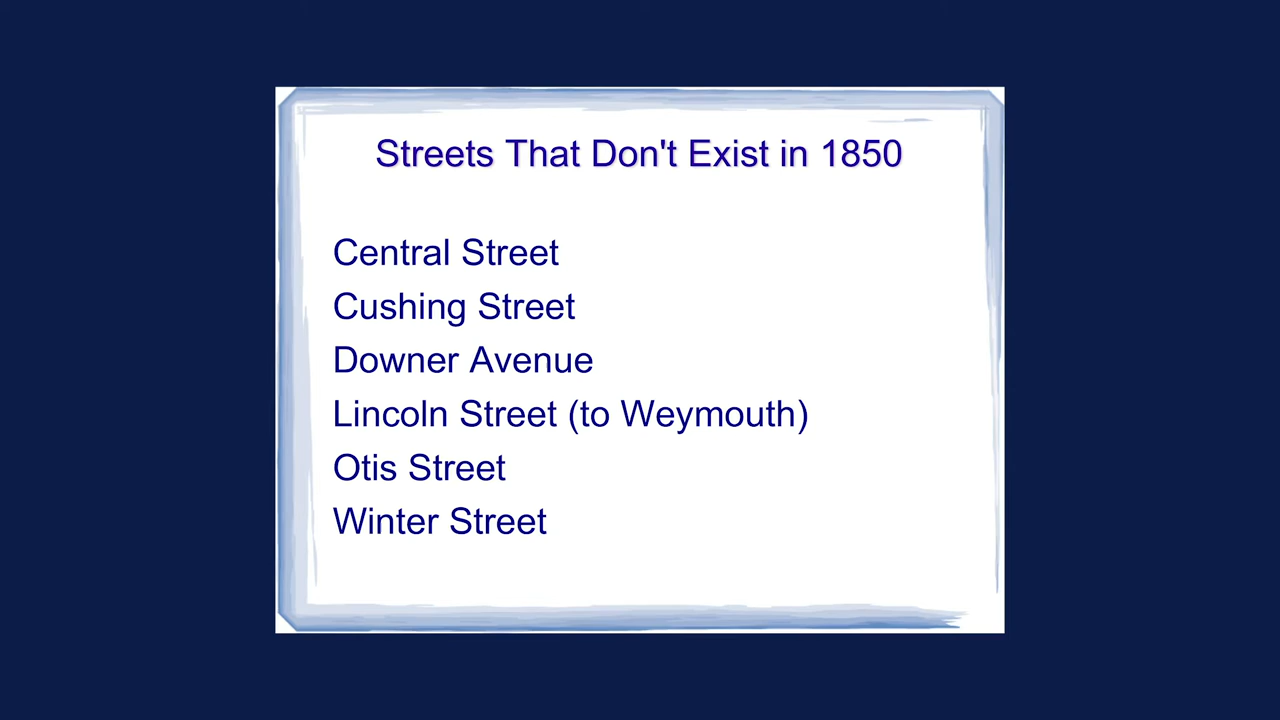 Streets That Don't Exist in 1850
Central Street
Cushing Street
Downer Avenue
Lincoln Street (to Weymouth)
Otis Street
Winter Street